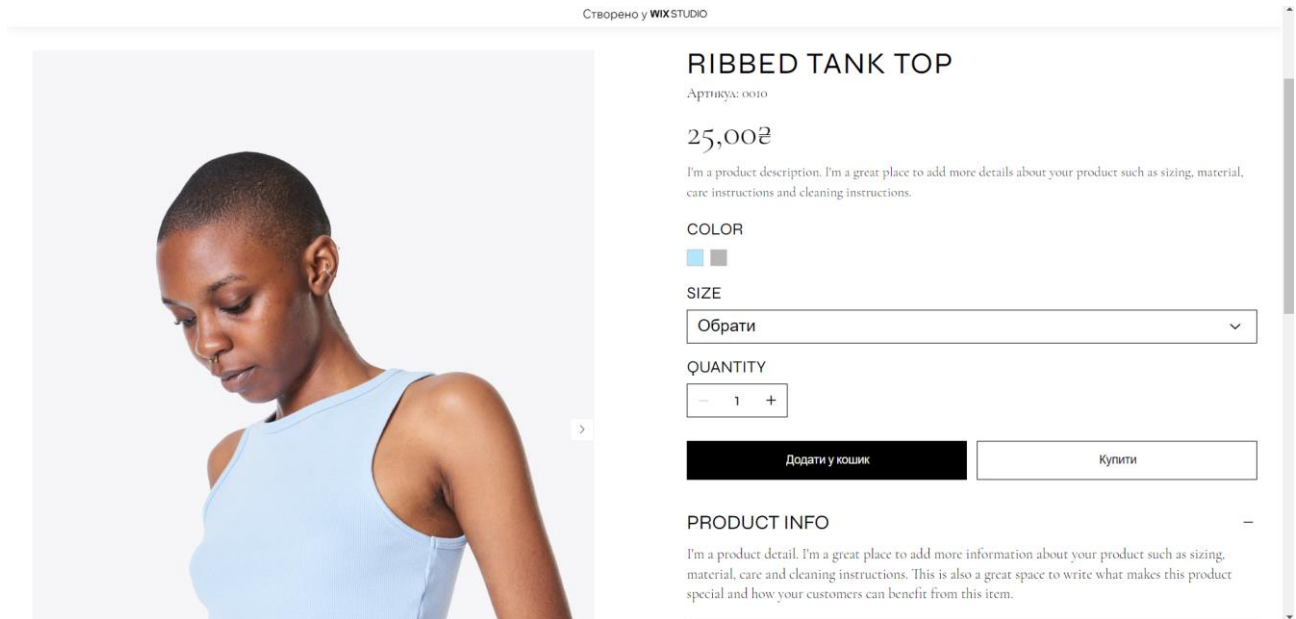 Створено у WIX STUDIO
RIBBED TANK TOP
Артикул: 0010
25,00₴
I'm a product description. I'm a great place to add more details about your product such as sizing, material,
care instructions and cleaning instructions.
COLOR
SIZE
Обрати
QUANTITY
1
Додати у кошик
Купити
PRODUCT INFO
I'm a product detail. I'm a great place to add more information about your product such as sizing,
material, care and cleaning instructions. This is also a great space to write what makes this product
special and how your customers can benefit from this item.